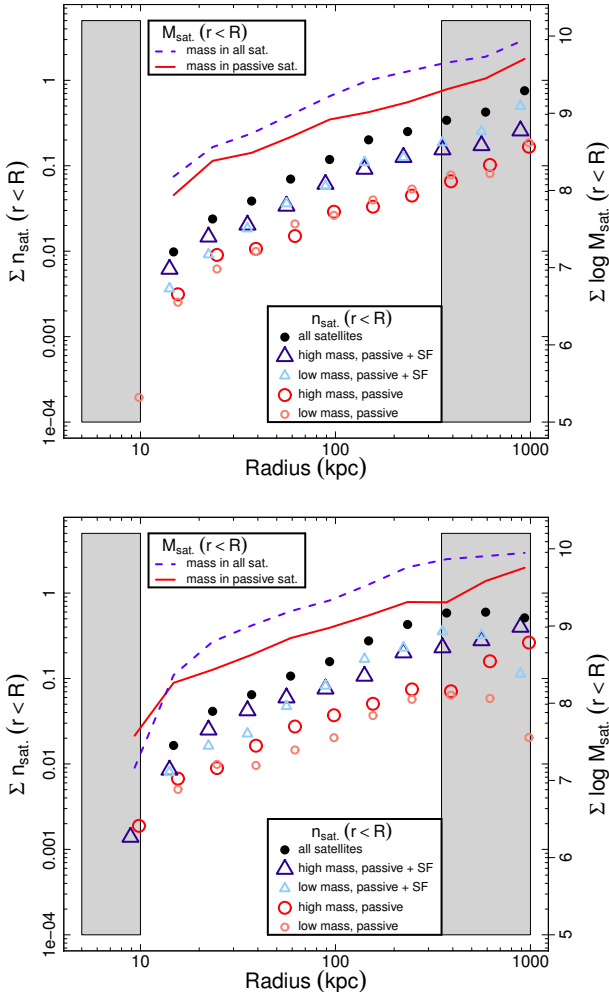 M_sat. (r < R)
mass in all sat.
mass in passive sat.
1e−04 0.001 0.01 0.1 1
Σ n_sat. (r < R)
5 6 7 8 9 10
Σ log M_sat. (r < R)
n_sat. (r < R)
all satellites
high mass, passive + SF
low mass, passive + SF
high mass, passive
low mass, passive
10 100 1000
Radius (kpc)
M_sat. (r < R)
mass in all sat.
mass in passive sat.
1e−04 0.001 0.01 0.1 1
Σ n_sat. (r < R)
5 6 7 8 9 10
Σ log M_sat. (r < R)
n_sat. (r < R)
all satellites
high mass, passive + SF
low mass, passive + SF
high mass, passive
low mass, passive
10 100 1000
Radius (kpc)